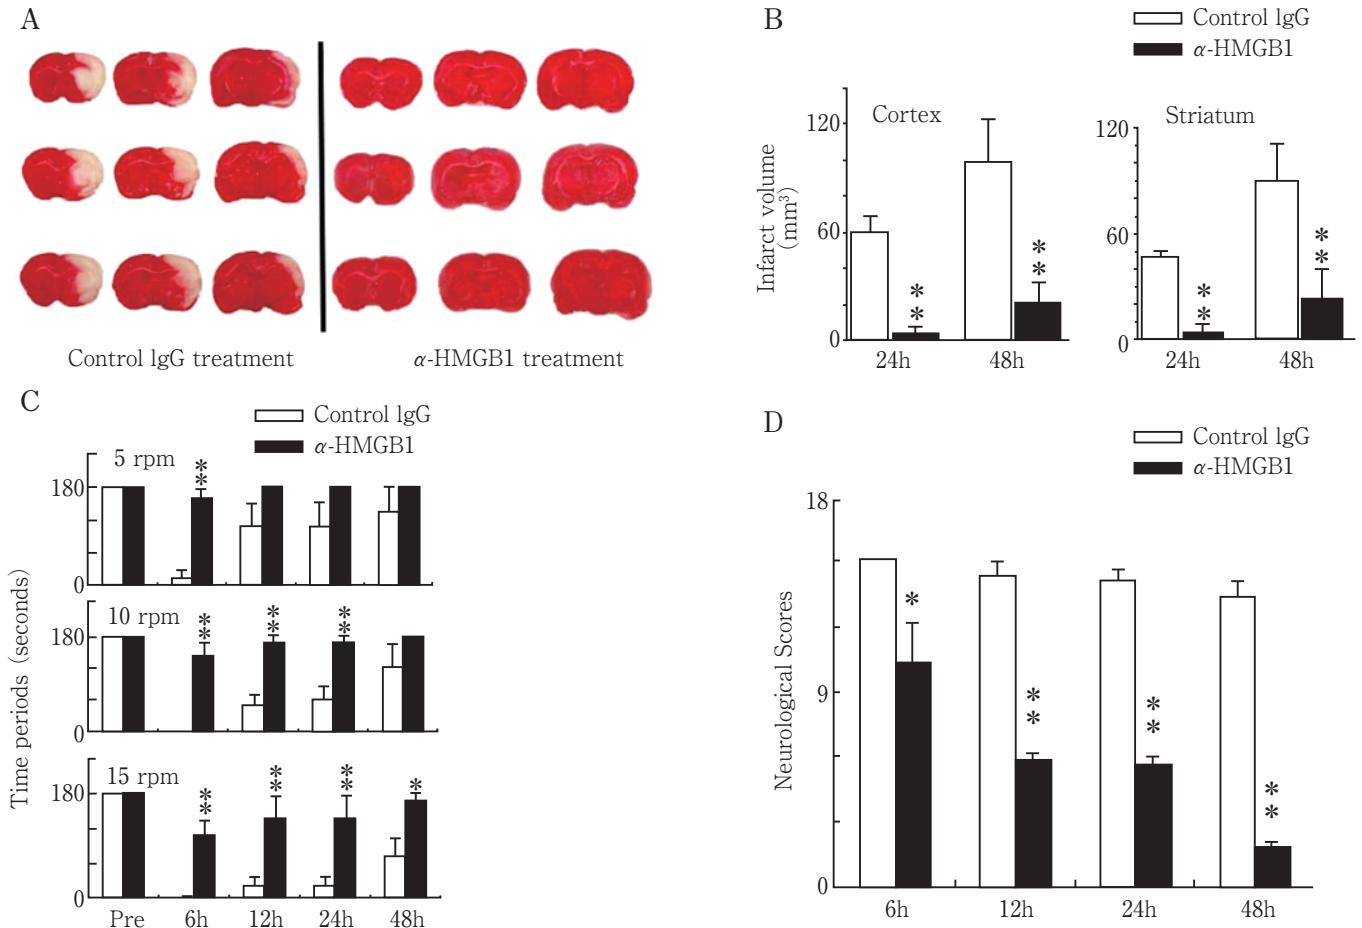 A
Control lgG treatment
α-HMGB1 treatment
B
Control lgG
α-HMGB1
Infarct volume
(mm³)
Cortex
120
60
0
**
**
24h
48h
Striatum
120
60
0
**
**
24h
48h
C
Control lgG
α-HMGB1
Time periods (seconds)
5 rpm
180
0
**
10 rpm
180
0
**
**
**
15 rpm
180
0
**
**
**
*
Pre
6h
12h
24h
48h
D
Control lgG
α-HMGB1
Neurological Scores
18
9
0
*
**
**
**
6h
12h
24h
48h